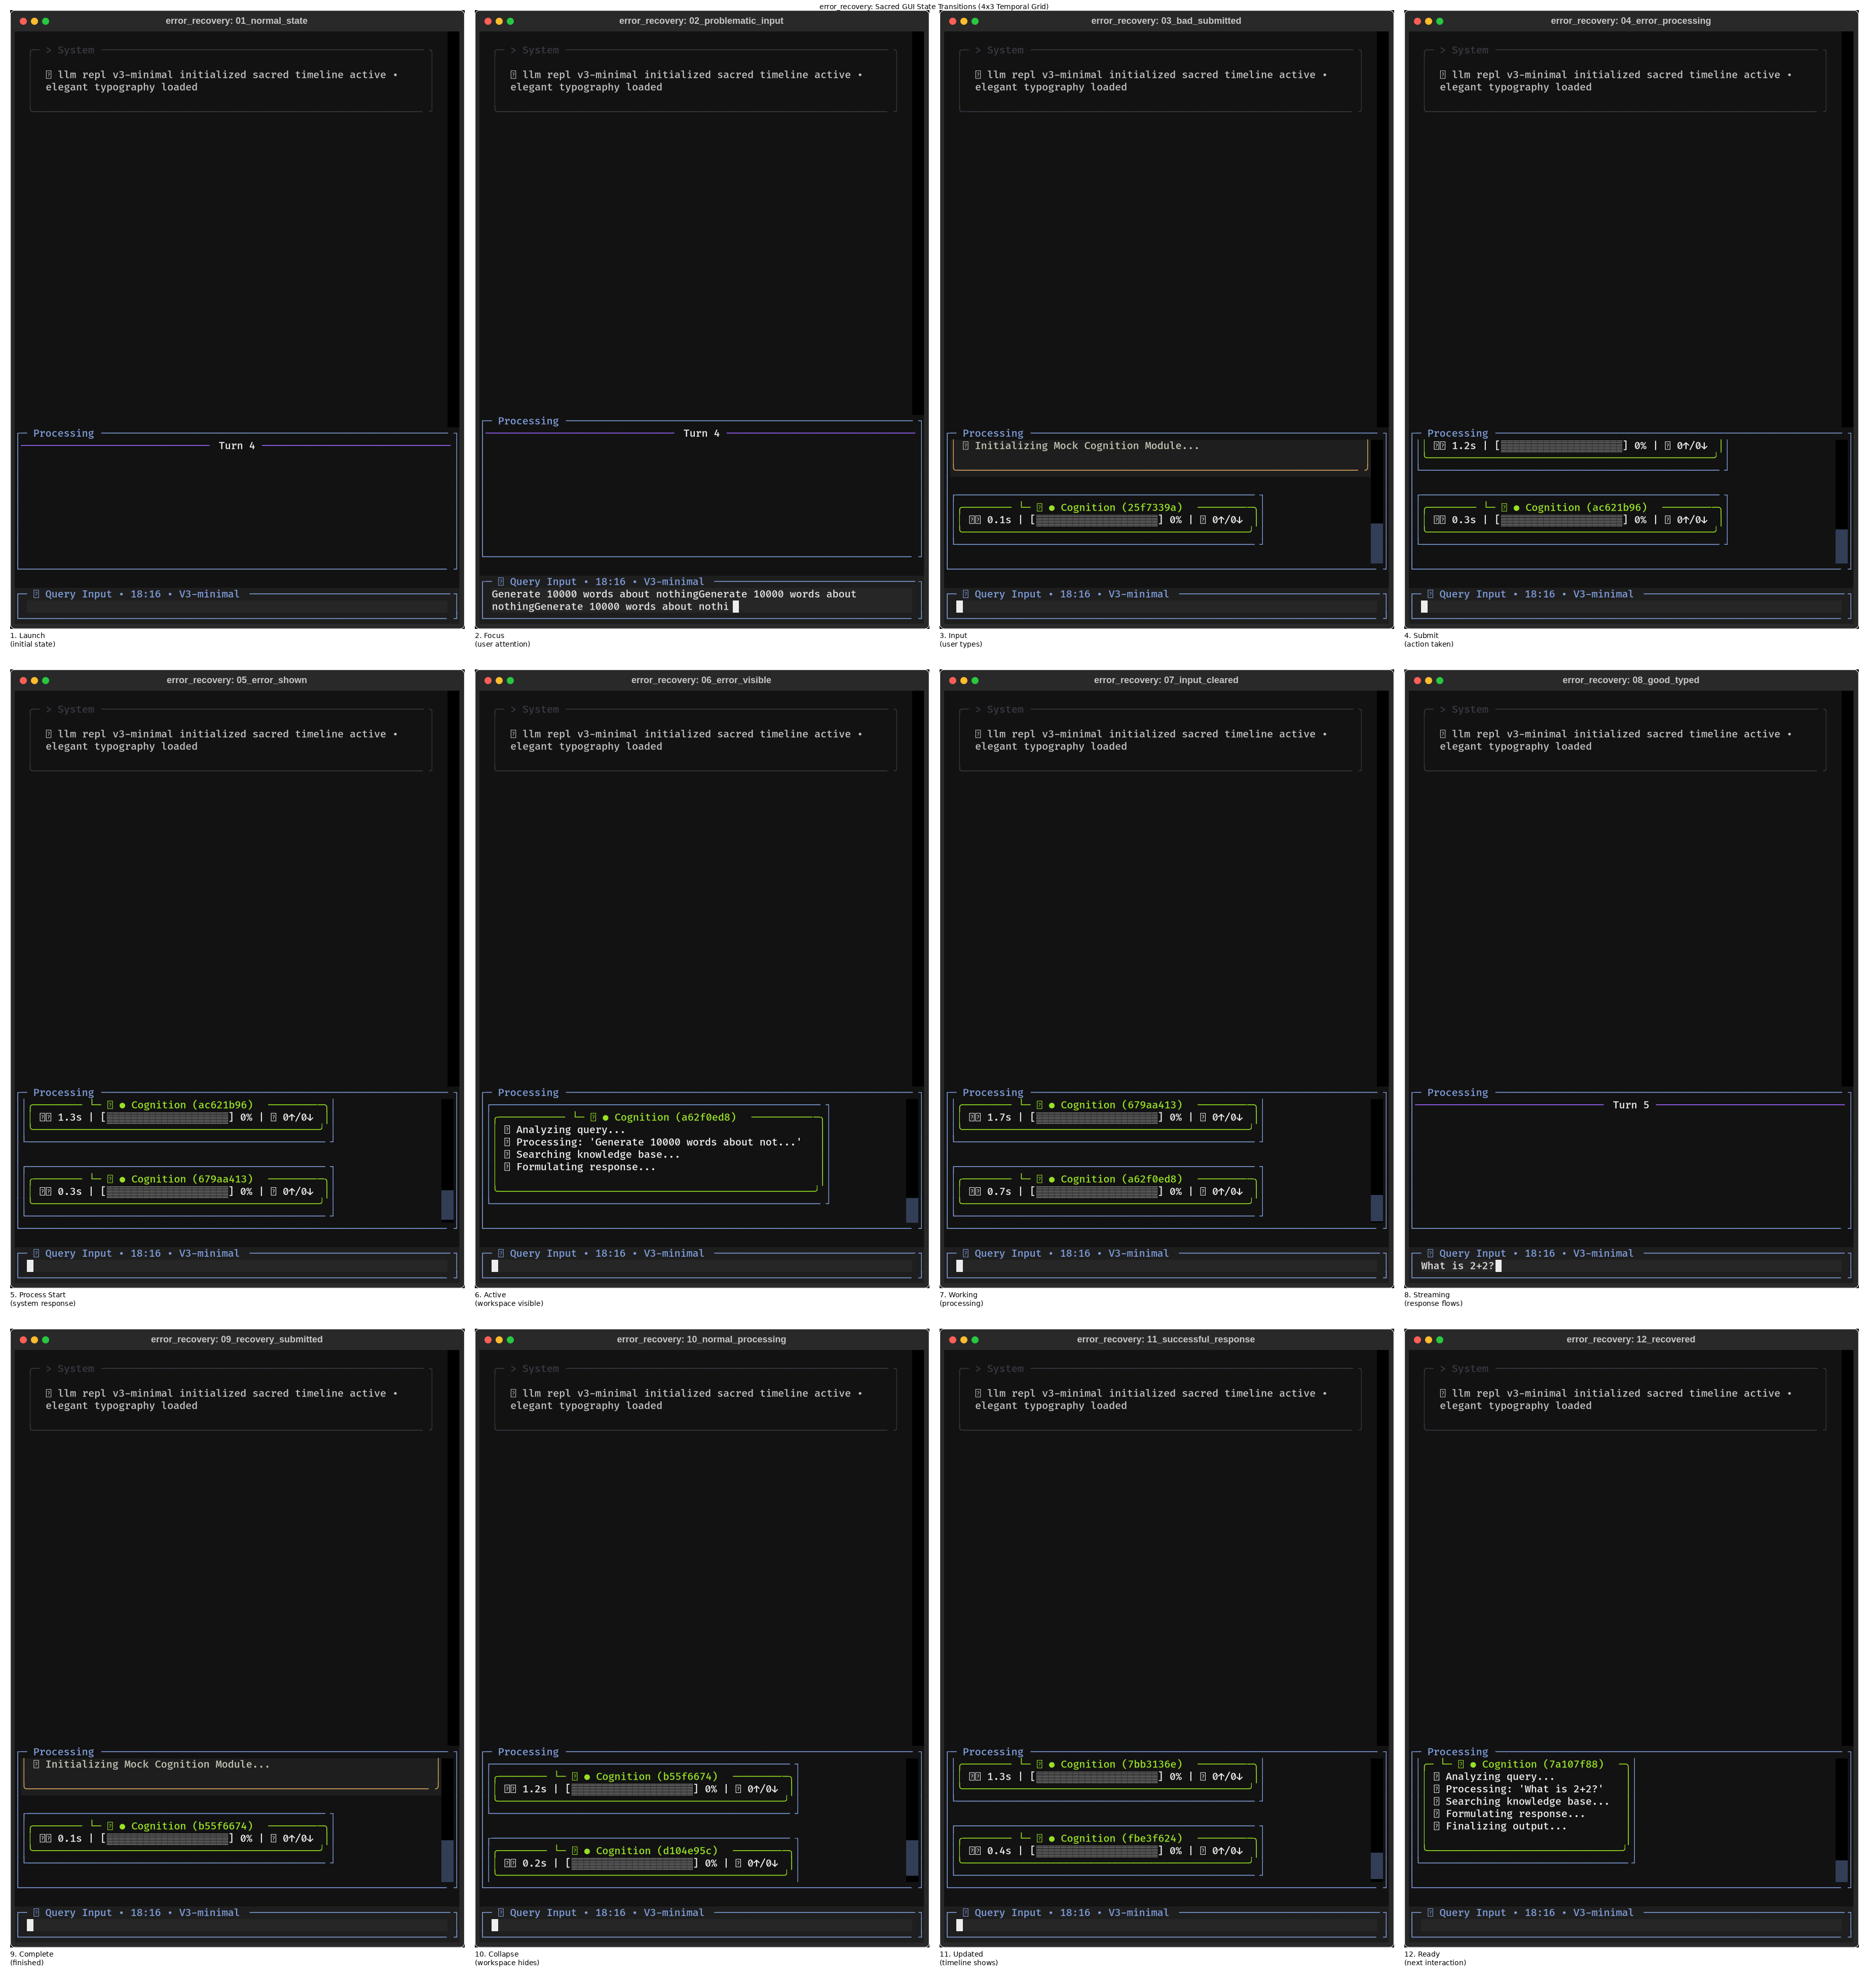 error_recovery: Sacred GUI State Transitions (4x3 Temporal Grid)
error_recovery: 01_normal_state
> System
llm repl v3-minimal initialized sacred timeline active •
elegant typography loaded
Processing
Turn 4
Query Input • 18:16 • V3-minimal
1. Launch
(initial state)
error_recovery: 02_problematic_input
> System
llm repl v3-minimal initialized sacred timeline active •
elegant typography loaded
Processing
Turn 4
Query Input • 18:16 • V3-minimal
Generate 10000 words about nothingGenerate 10000 words about
nothingGenerate 10000 words about nothi
2. Focus
(user attention)
error_recovery: 03_bad_submitted
> System
llm repl v3-minimal initialized sacred timeline active •
elegant typography loaded
Processing
Initializing Mock Cognition Module...
● Cognition (25f7339a)
0.1s | [▒▒▒▒▒▒▒▒▒▒▒▒▒▒▒▒▒▒▒▒] 0% | 0↑/0↓
Query Input • 18:16 • V3-minimal
3. Input
(user types)
error_recovery: 04_error_processing
> System
llm repl v3-minimal initialized sacred timeline active •
elegant typography loaded
Processing
1.2s | [▒▒▒▒▒▒▒▒▒▒▒▒▒▒▒▒▒▒▒▒] 0% | 0↑/0↓
● Cognition (ac621b96)
0.3s | [▒▒▒▒▒▒▒▒▒▒▒▒▒▒▒▒▒▒▒▒] 0% | 0↑/0↓
Query Input • 18:16 • V3-minimal
4. Submit
(action taken)
error_recovery: 05_error_shown
> System
llm repl v3-minimal initialized sacred timeline active •
elegant typography loaded
Processing
● Cognition (ac621b96)
1.3s | [▒▒▒▒▒▒▒▒▒▒▒▒▒▒▒▒▒▒▒▒] 0% | 0↑/0↓
● Cognition (679aa413)
0.3s | [▒▒▒▒▒▒▒▒▒▒▒▒▒▒▒▒▒▒▒▒] 0% | 0↑/0↓
Query Input • 18:16 • V3-minimal
5. Process Start
(system response)
error_recovery: 06_error_visible
> System
llm repl v3-minimal initialized sacred timeline active •
elegant typography loaded
Processing
● Cognition (a62f0ed8)
Analyzing query...
Processing: 'Generate 10000 words about not...'
Searching knowledge base...
Formulating response...
Query Input • 18:16 • V3-minimal
6. Active
(workspace visible)
error_recovery: 07_input_cleared
> System
llm repl v3-minimal initialized sacred timeline active •
elegant typography loaded
Processing
● Cognition (679aa413)
1.7s | [▒▒▒▒▒▒▒▒▒▒▒▒▒▒▒▒▒▒▒▒] 0% | 0↑/0↓
● Cognition (a62f0ed8)
0.7s | [▒▒▒▒▒▒▒▒▒▒▒▒▒▒▒▒▒▒▒▒] 0% | 0↑/0↓
Query Input • 18:16 • V3-minimal
7. Working
(processing)
error_recovery: 08_good_typed
> System
llm repl v3-minimal initialized sacred timeline active •
elegant typography loaded
Processing
Turn 5
Query Input • 18:16 • V3-minimal
What is 2+2?
8. Streaming
(response flows)
error_recovery: 09_recovery_submitted
> System
llm repl v3-minimal initialized sacred timeline active •
elegant typography loaded
Processing
Initializing Mock Cognition Module...
● Cognition (b55f6674)
0.1s | [▒▒▒▒▒▒▒▒▒▒▒▒▒▒▒▒▒▒▒▒] 0% | 0↑/0↓
Query Input • 18:16 • V3-minimal
9. Complete
(finished)
error_recovery: 10_normal_processing
> System
llm repl v3-minimal initialized sacred timeline active •
elegant typography loaded
Processing
● Cognition (b55f6674)
1.2s | [▒▒▒▒▒▒▒▒▒▒▒▒▒▒▒▒▒▒▒▒] 0% | 0↑/0↓
● Cognition (d104e95c)
0.2s | [▒▒▒▒▒▒▒▒▒▒▒▒▒▒▒▒▒▒▒▒] 0% | 0↑/0↓
Query Input • 18:16 • V3-minimal
10. Collapse
(workspace hides)
error_recovery: 11_successful_response
> System
llm repl v3-minimal initialized sacred timeline active •
elegant typography loaded
Processing
● Cognition (7bb3136e)
1.3s | [▒▒▒▒▒▒▒▒▒▒▒▒▒▒▒▒▒▒▒▒] 0% | 0↑/0↓
● Cognition (fbe3f624)
0.4s | [▒▒▒▒▒▒▒▒▒▒▒▒▒▒▒▒▒▒▒▒] 0% | 0↑/0↓
Query Input • 18:16 • V3-minimal
11. Updated
(timeline shows)
error_recovery: 12_recovered
> System
llm repl v3-minimal initialized sacred timeline active •
elegant typography loaded
Processing
● Cognition (7a107f88)
Analyzing query...
Processing: 'What is 2+2?'
Searching knowledge base...
Formulating response...
Finalizing output...
Query Input • 18:16 • V3-minimal
12. Ready
(next interaction)